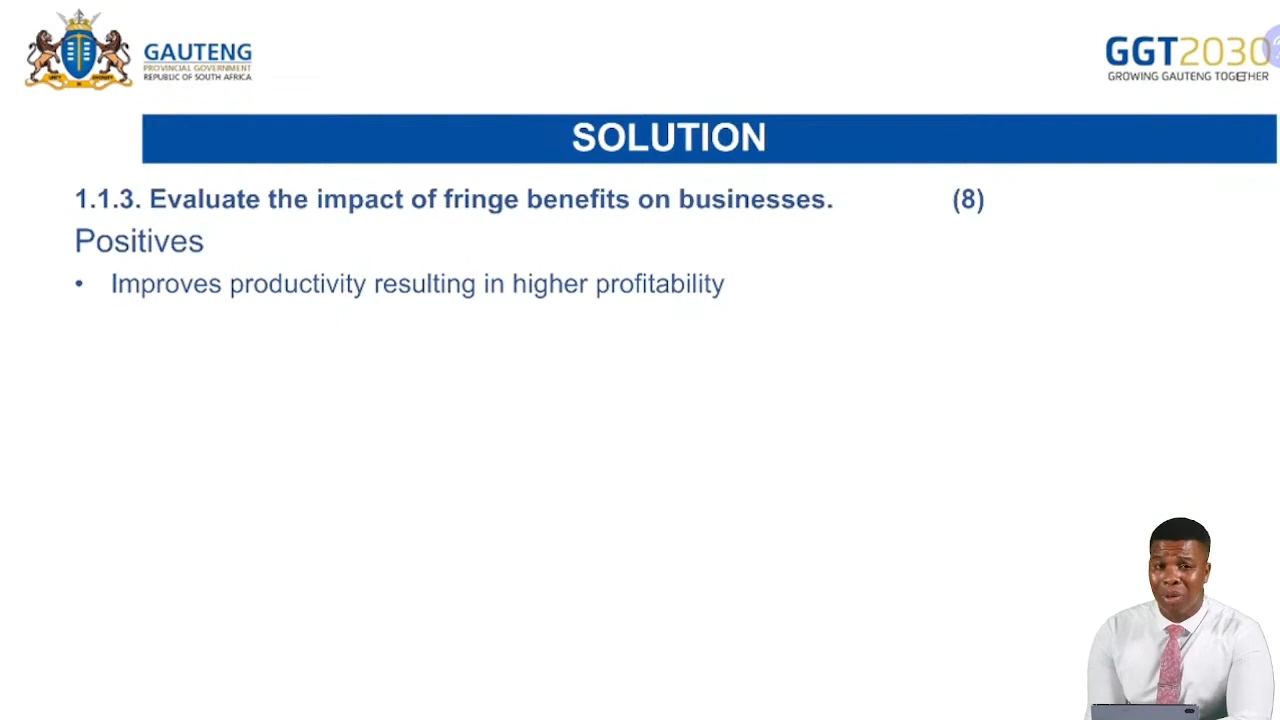 GAUTENG
PROVINCIAL GOVERNMENT
REPUBLIC OF SOUTH AFRICA
GGT2030
GROWING GAUTENG TOGETHER
SOLUTION
1.1.3. Evaluate the impact of fringe benefits on businesses. (8)
Positives
• Improves productivity resulting in higher profitability